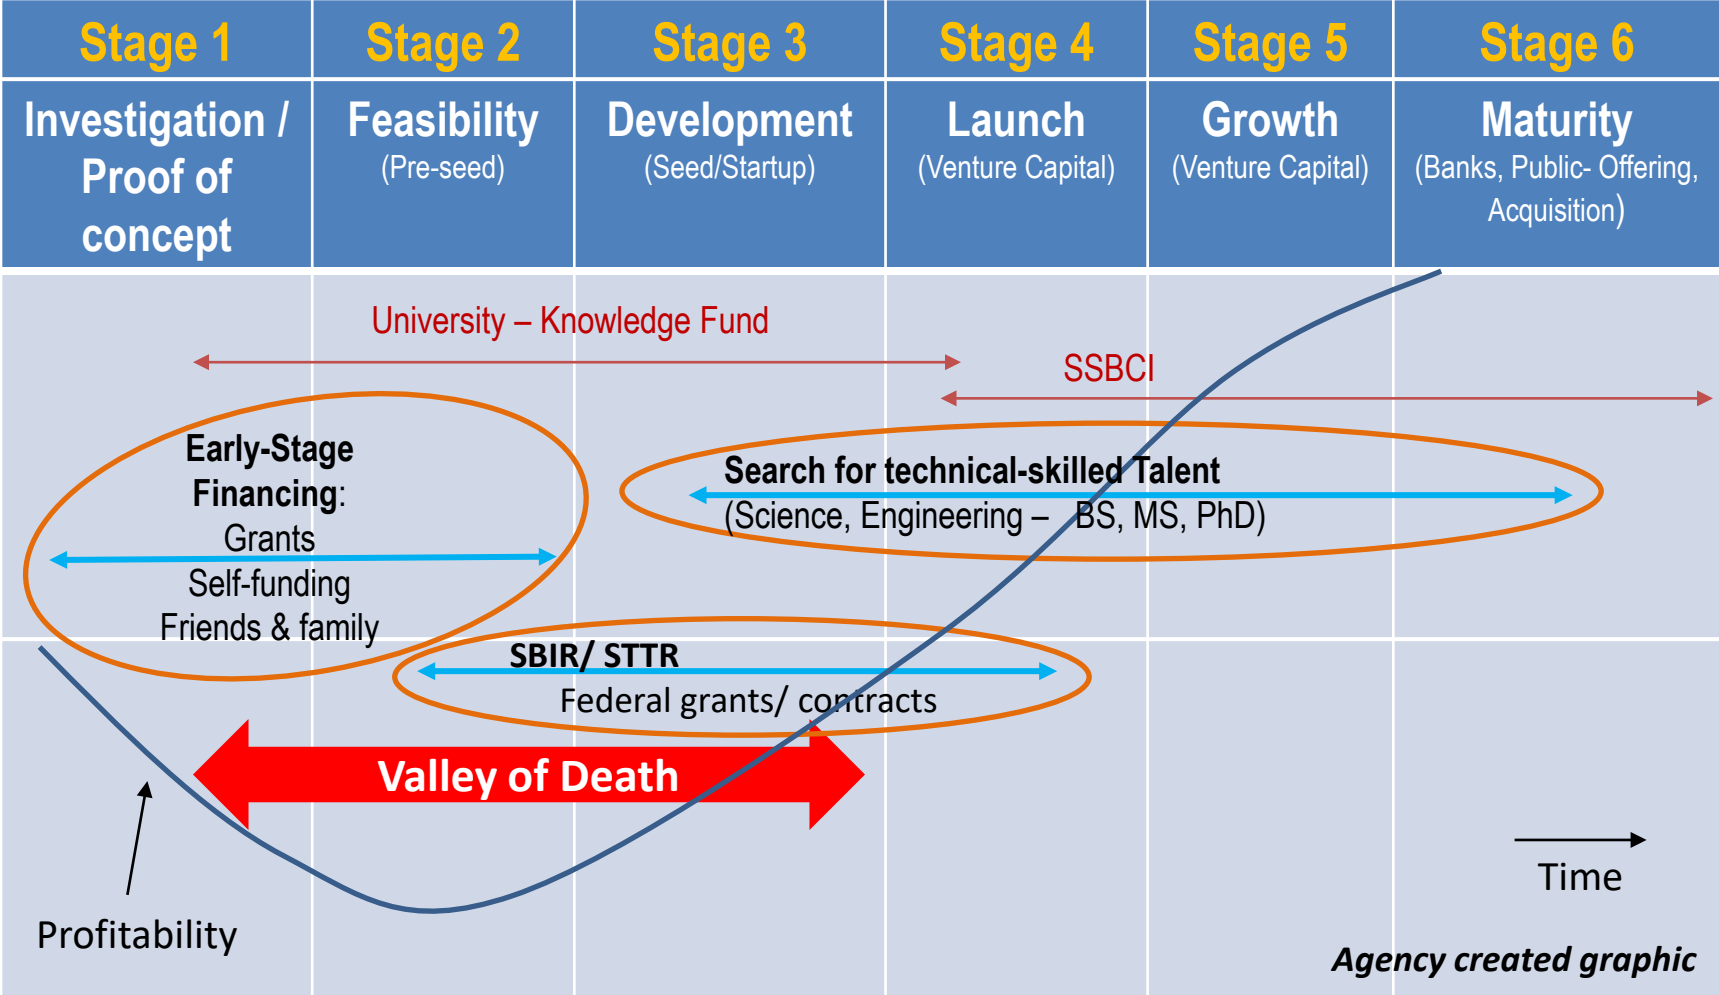 Stage 1
Stage 2
Stage 3
Stage 4
Stage 5
Stage 6
Investigation /
Proof of
concept
Feasibility
(Pre-seed)
Development
(Seed/Startup)
Launch
(Venture Capital)
Growth
(Venture Capital)
Maturity
(Banks, Public- Offering,
Acquisition)
University – Knowledge Fund
SSBCI
Early-Stage
Financing:
Grants
Self-funding
Friends & family
Search for technical-skilled Talent
(Science, Engineering – BS, MS, PhD)
SBIR/ STTR
Federal grants/ contracts
Valley of Death
Profitability
Time
Agency created graphic